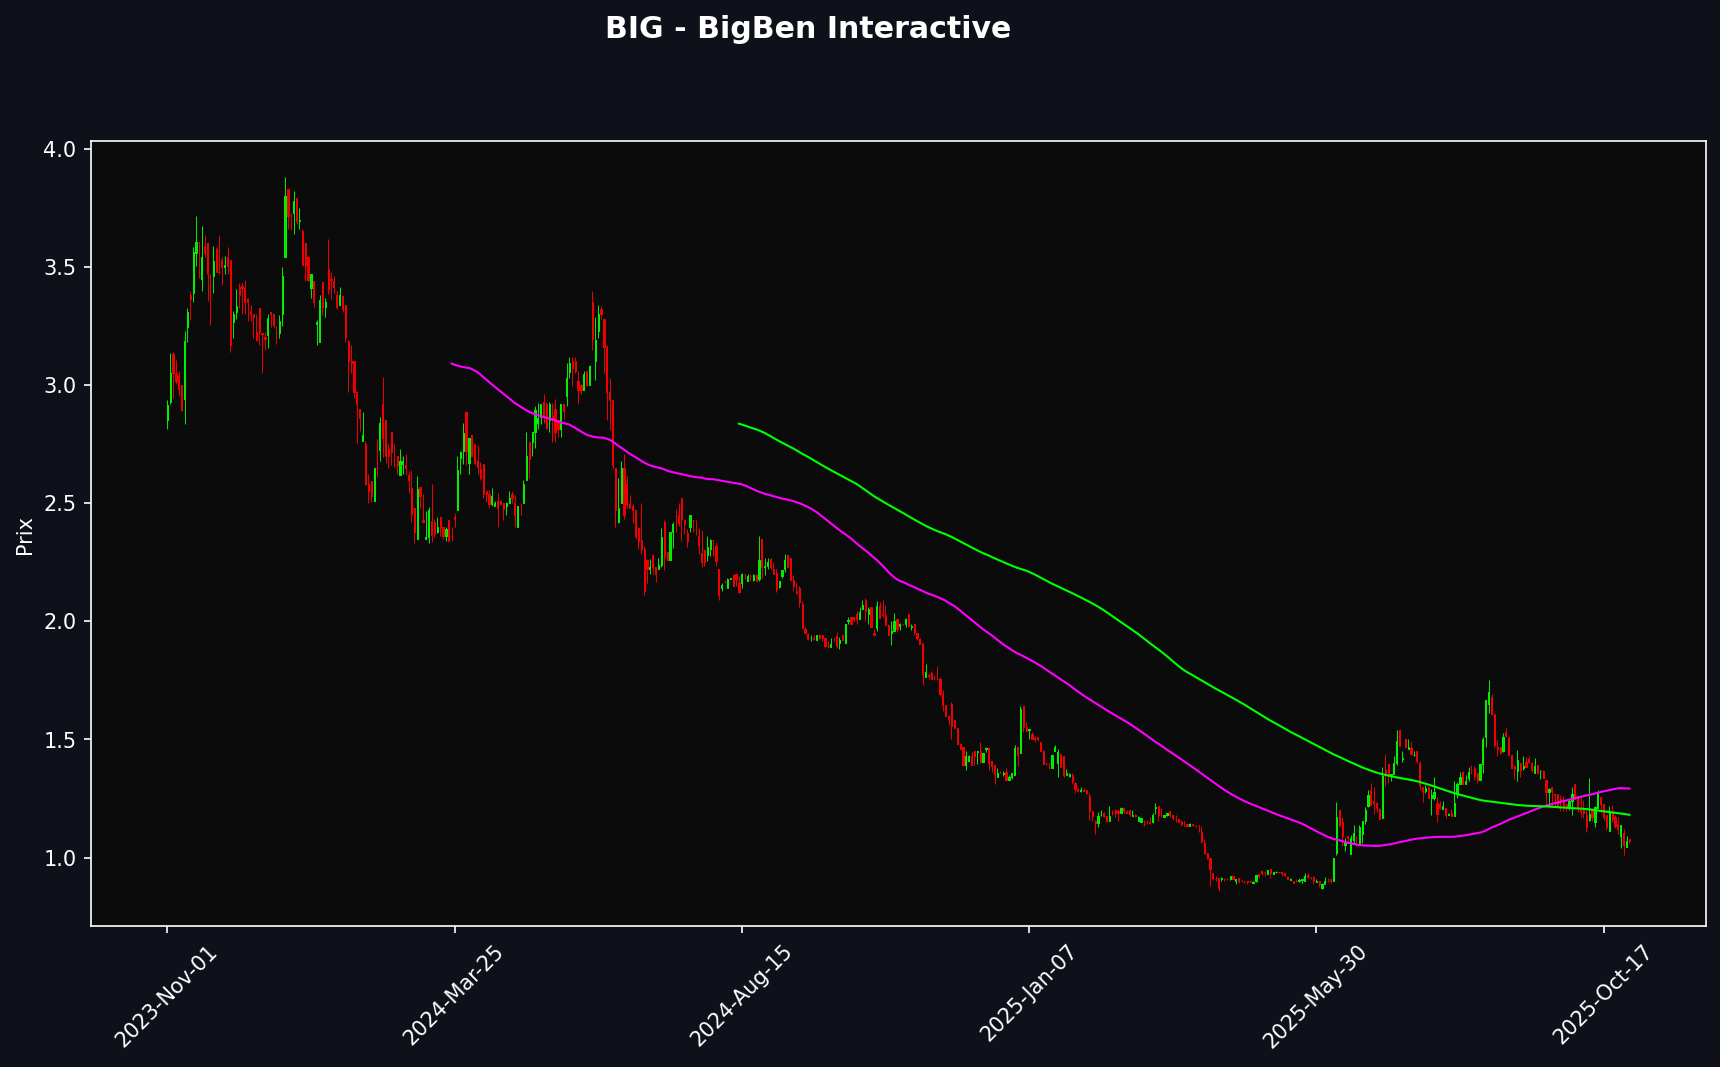 BIG - BigBen Interactive
Prix
4.0
3.5
3.0
2.5
2.0
1.5
1.0
2023-Nov-01
2024-Mar-25
2024-Aug-15
2025-Jan-07
2025-May-30
2025-Oct-17